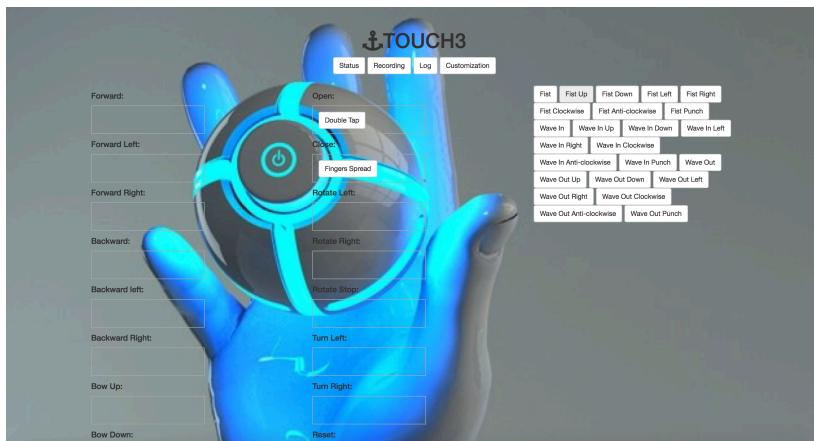 TOUCH3
Status Recording Log Customization
Forward:
Forward Left:
Forward Right:
Backward:
Backward left:
Backward Right:
Bow Up:
Bow Down:
Open:
Double Tap
Close:
Fingers Spread
Rotate Left:
Rotate Right:
Rotate Stop:
Turn Left:
Turn Right:
Reset:
Fist Fist Up Fist Down Fist Left Fist Right
Fist Clockwise Fist Anti-clockwise Fist Punch
Wave In Wave In Up Wave In Down Wave In Left
Wave In Right Wave In Clockwise
Wave In Anti-clockwise Wave In Punch Wave Out
Wave Out Up Wave Out Down Wave Out Left
Wave Out Right Wave Out Clockwise
Wave Out Anti-clockwise Wave Out Punch